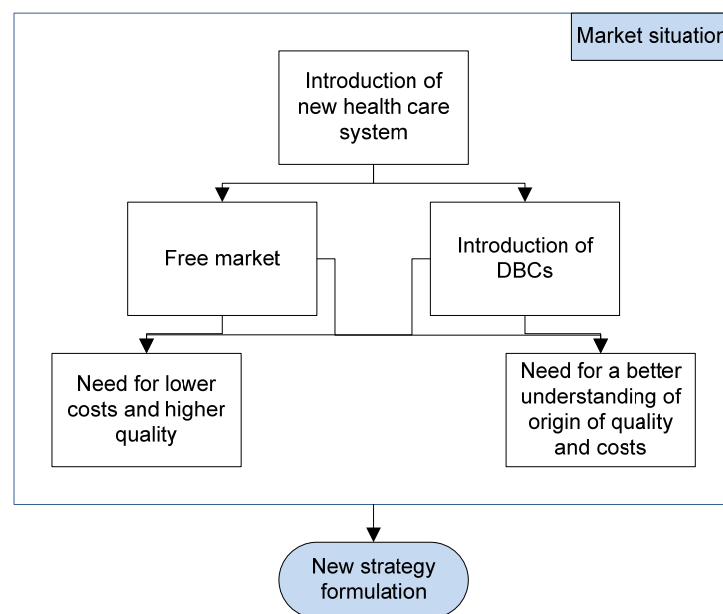 Market situation
Introduction of
new health care
system
Free market
Introduction of
DBCs
Need for lower
costs and higher
quality
Need for a better
understanding of
origin of quality
and costs
New strategy
formulation